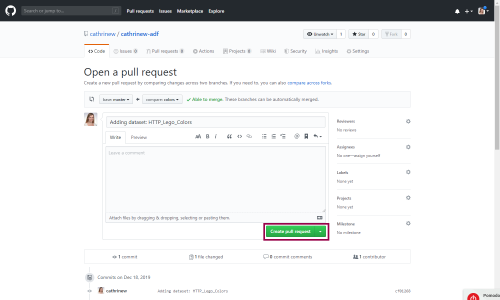 Search or jump to...
/
Pull requests Issues Marketplace Explore
cathrinew / cathrinew-adf
Unwatch 1 Star 0 Fork 0
Code Issues 0 Pull requests 0 Actions Projects 0 Wiki Security Insights Settings
Open a pull request
Create a new pull request by comparing changes across two branches. If you need to, you can also compare across forks.
base: master compare: colors Able to merge. These branches can be automatically merged.
Adding dataset: HTTP_Lego_Colors
Write Preview
Leave a comment
Attach files by dragging & dropping, selecting or pasting them.
Create pull request
Reviewers
No reviews
Assignees
No one—assign yourself
Labels
None yet
Projects
None yet
Milestone
No milestone
1 commit 1 file changed 0 commit comments 1 contributor
Commits on Dec 18, 2019
cathrinew Adding dataset: HTTP_Lego_Colors